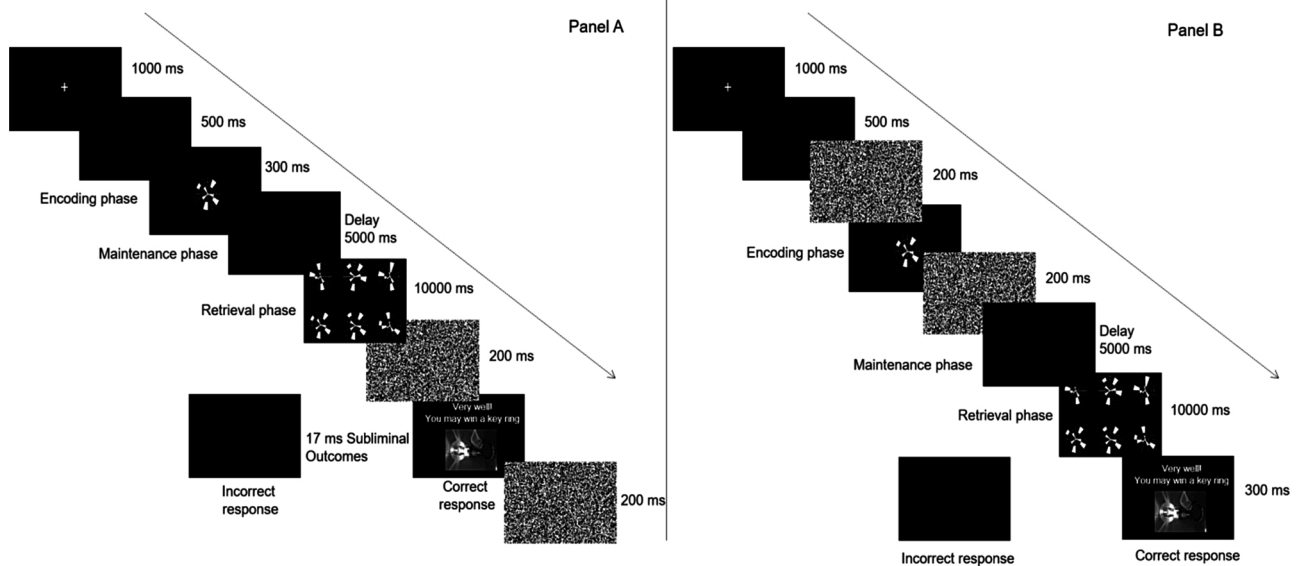 Panel A
1000 ms
500 ms
300 ms
Encoding phase
Delay
5000 ms
Maintenance phase
10000 ms
Retrieval phase
200 ms
Very well!
You may win a key ring
17 ms Subliminal
Outcomes
Incorrect
response
Correct
response
200 ms
Panel B
1000 ms
500 ms
200 ms
Encoding phase
200 ms
Delay
5000 ms
Maintenance phase
10000 ms
Retrieval phase
Very well!
You may win a key ring
300 ms
Incorrect response
Correct response